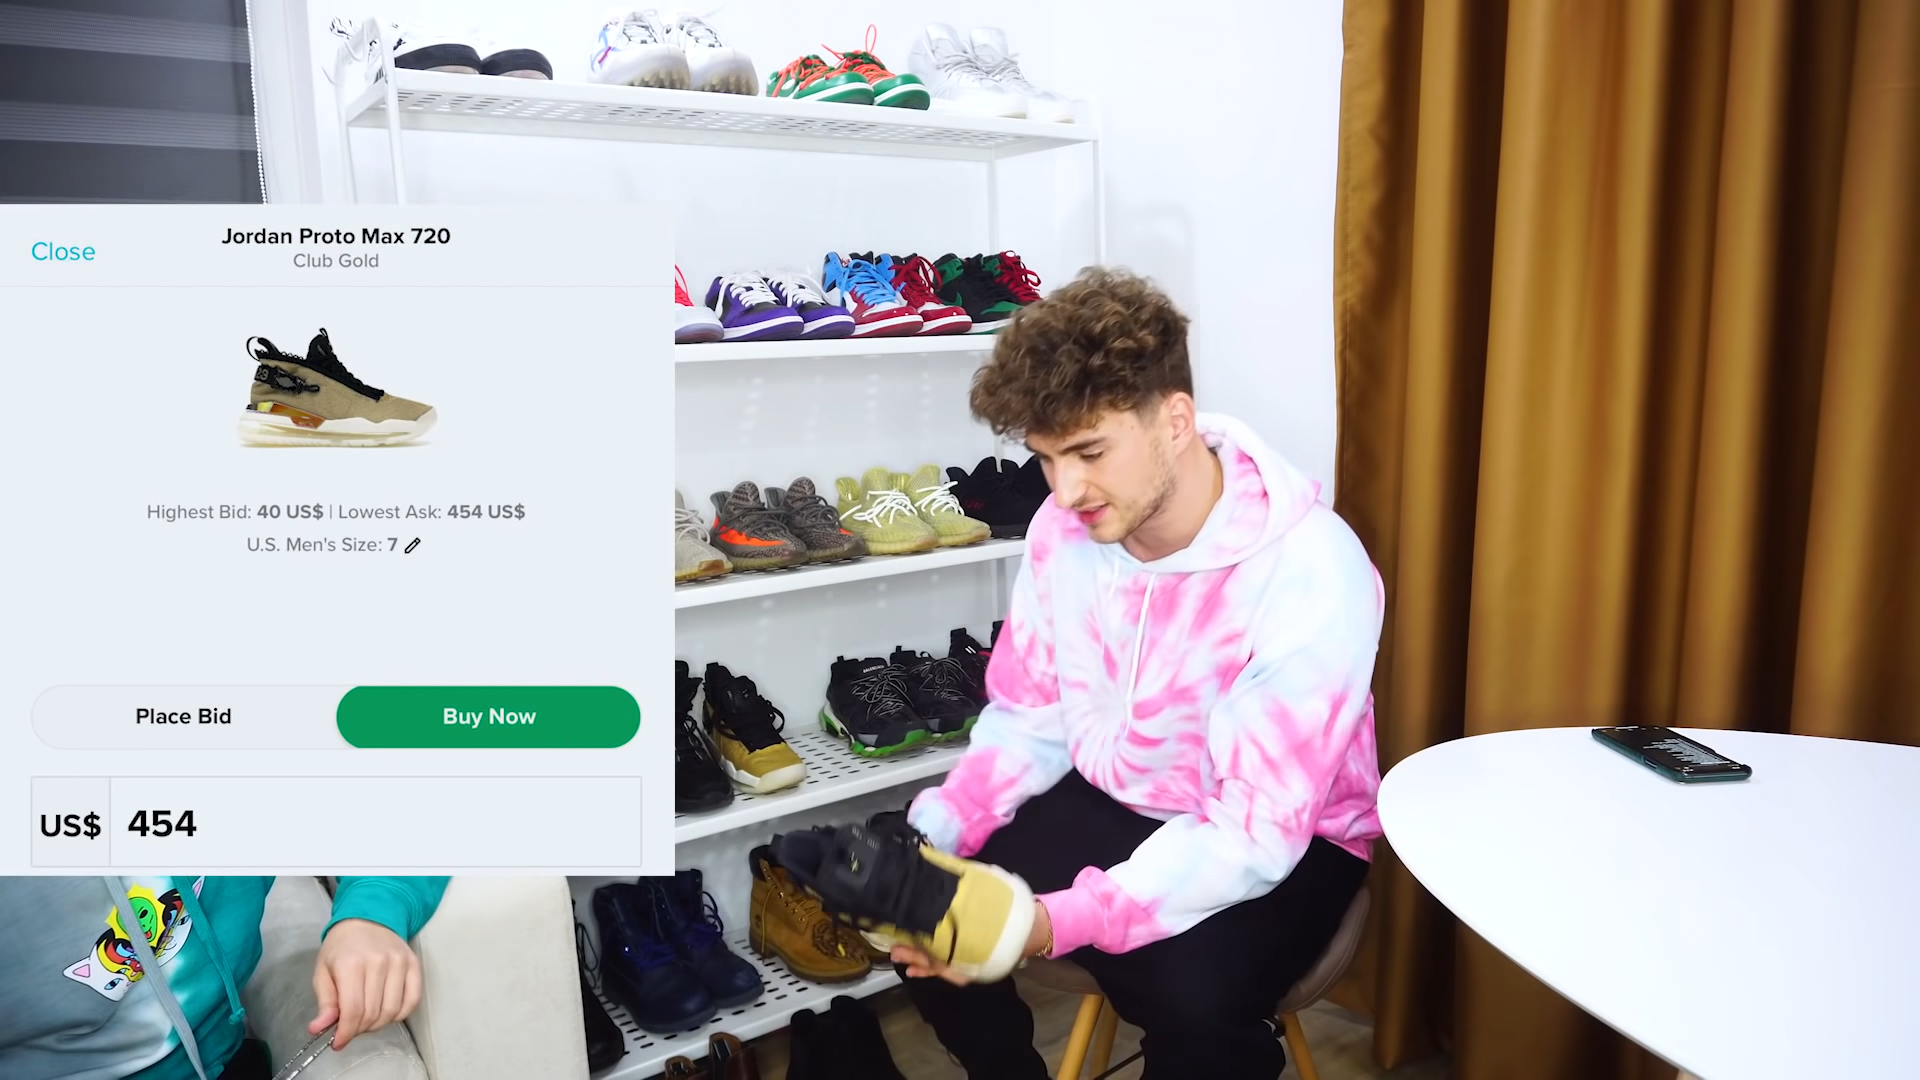 Close
Jordan Proto Max 720
Club Gold
Highest Bid: 40 US$ | Lowest Ask: 454 US$
U.S. Men's Size: 7
Place Bid
Buy Now
US$ 454